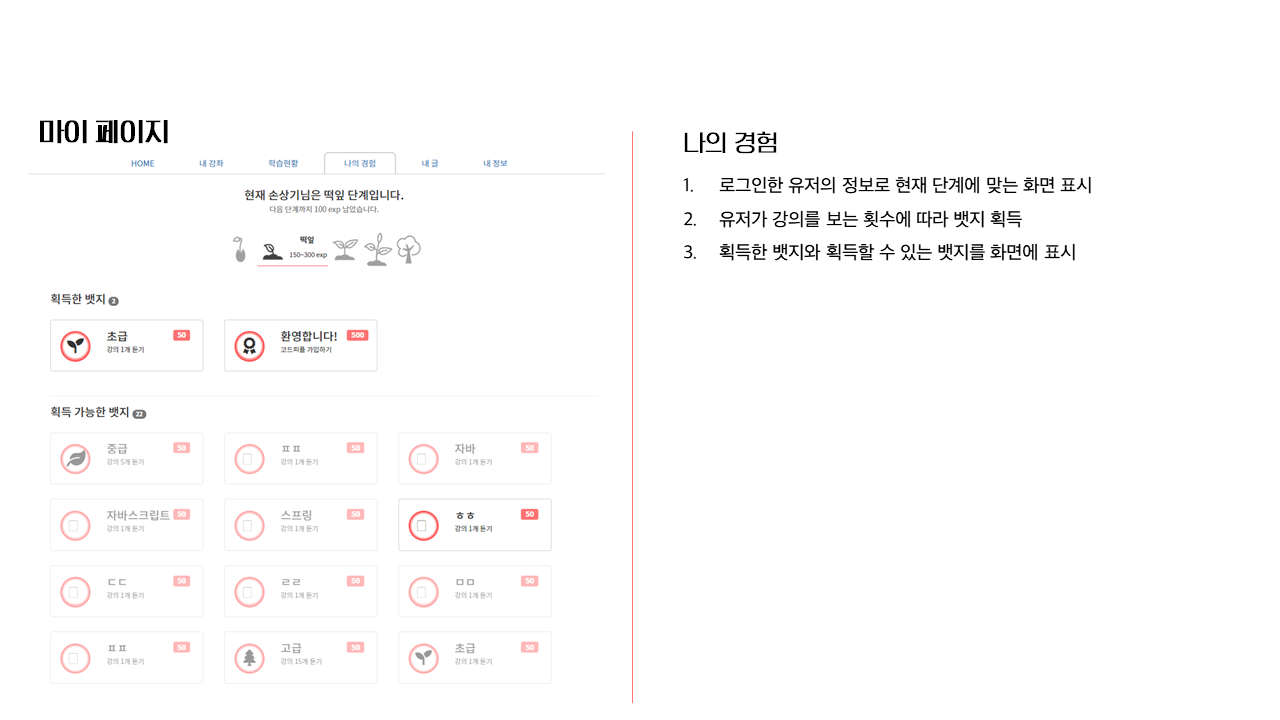 마이 페이지
HOME 내 강좌 학습현황 나의 경험 내 글 내 정보
현재 손상기님은 떡잎 단계입니다.
다음 단계까지 100 exp 남았습니다.
떡잎
150~300 exp
획득한 뱃지 2
초급 50
강의 1개 듣기
환영합니다! 500
코드피플 가입하기
획득 가능한 뱃지 22
중급 50
강의 5개 듣기
ㅍㅍ 50
강의 1개 듣기
자바 50
강의 1개 듣기
자바스크립트 50
강의 1개 듣기
스프링 50
강의 1개 듣기
ㅎㅎ 50
강의 1개 듣기
ㄷㄷ 50
강의 1개 듣기
ㄹㄹ 50
강의 1개 듣기
ㅁㅁ 50
강의 1개 듣기
ㅍㅍ 50
강의 1개 듣기
고급 50
강의 15개 듣기
초급 50
강의 1개 듣기
나의 경험
1. 로그인한 유저의 정보로 현재 단계에 맞는 화면 표시
2. 유저가 강의를 보는 횟수에 따라 뱃지 획득
3. 획득한 뱃지와 획득할 수 있는 뱃지를 화면에 표시